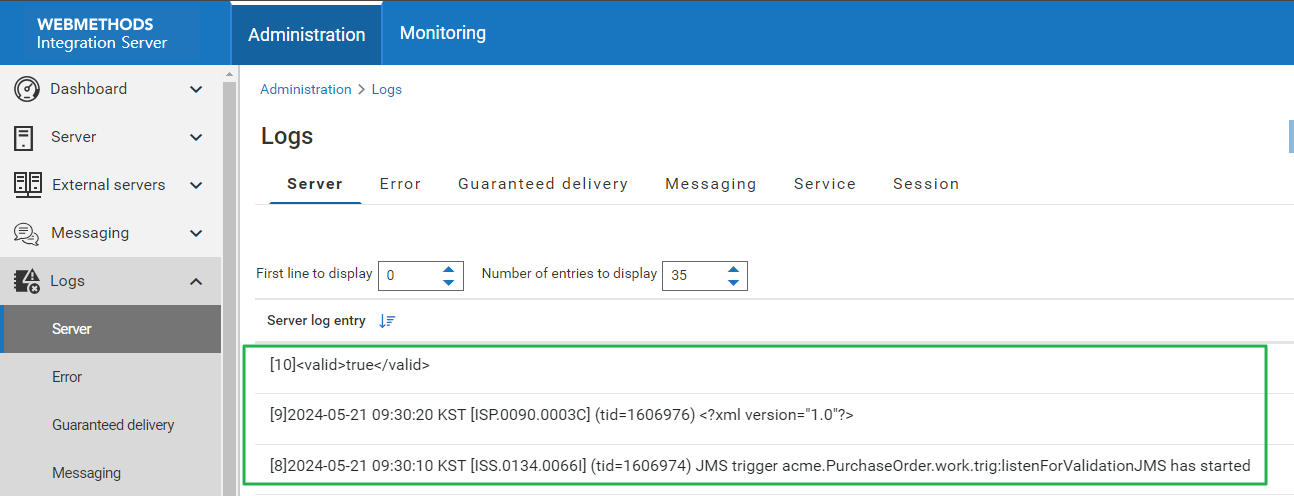 WEBMETHODS
Integration Server
Administration
Monitoring
Dashboard
Server
External servers
Messaging
Logs
Server
Error
Guaranteed delivery
Messaging
Administration > Logs
Logs
Server Error Guaranteed delivery Messaging Service Session
First line to display 0 Number of entries to display 35
Server log entry
[10]<valid>true</valid>
[9]2024-05-21 09:30:20 KST [ISP.0090.0003C] (tid=1606976) <?xml version="1.0"?>
[8]2024-05-21 09:30:10 KST [ISS.0134.0066I] (tid=1606974) JMS trigger acme.PurchaseOrder.work.trig:listenForValidationJMS has started